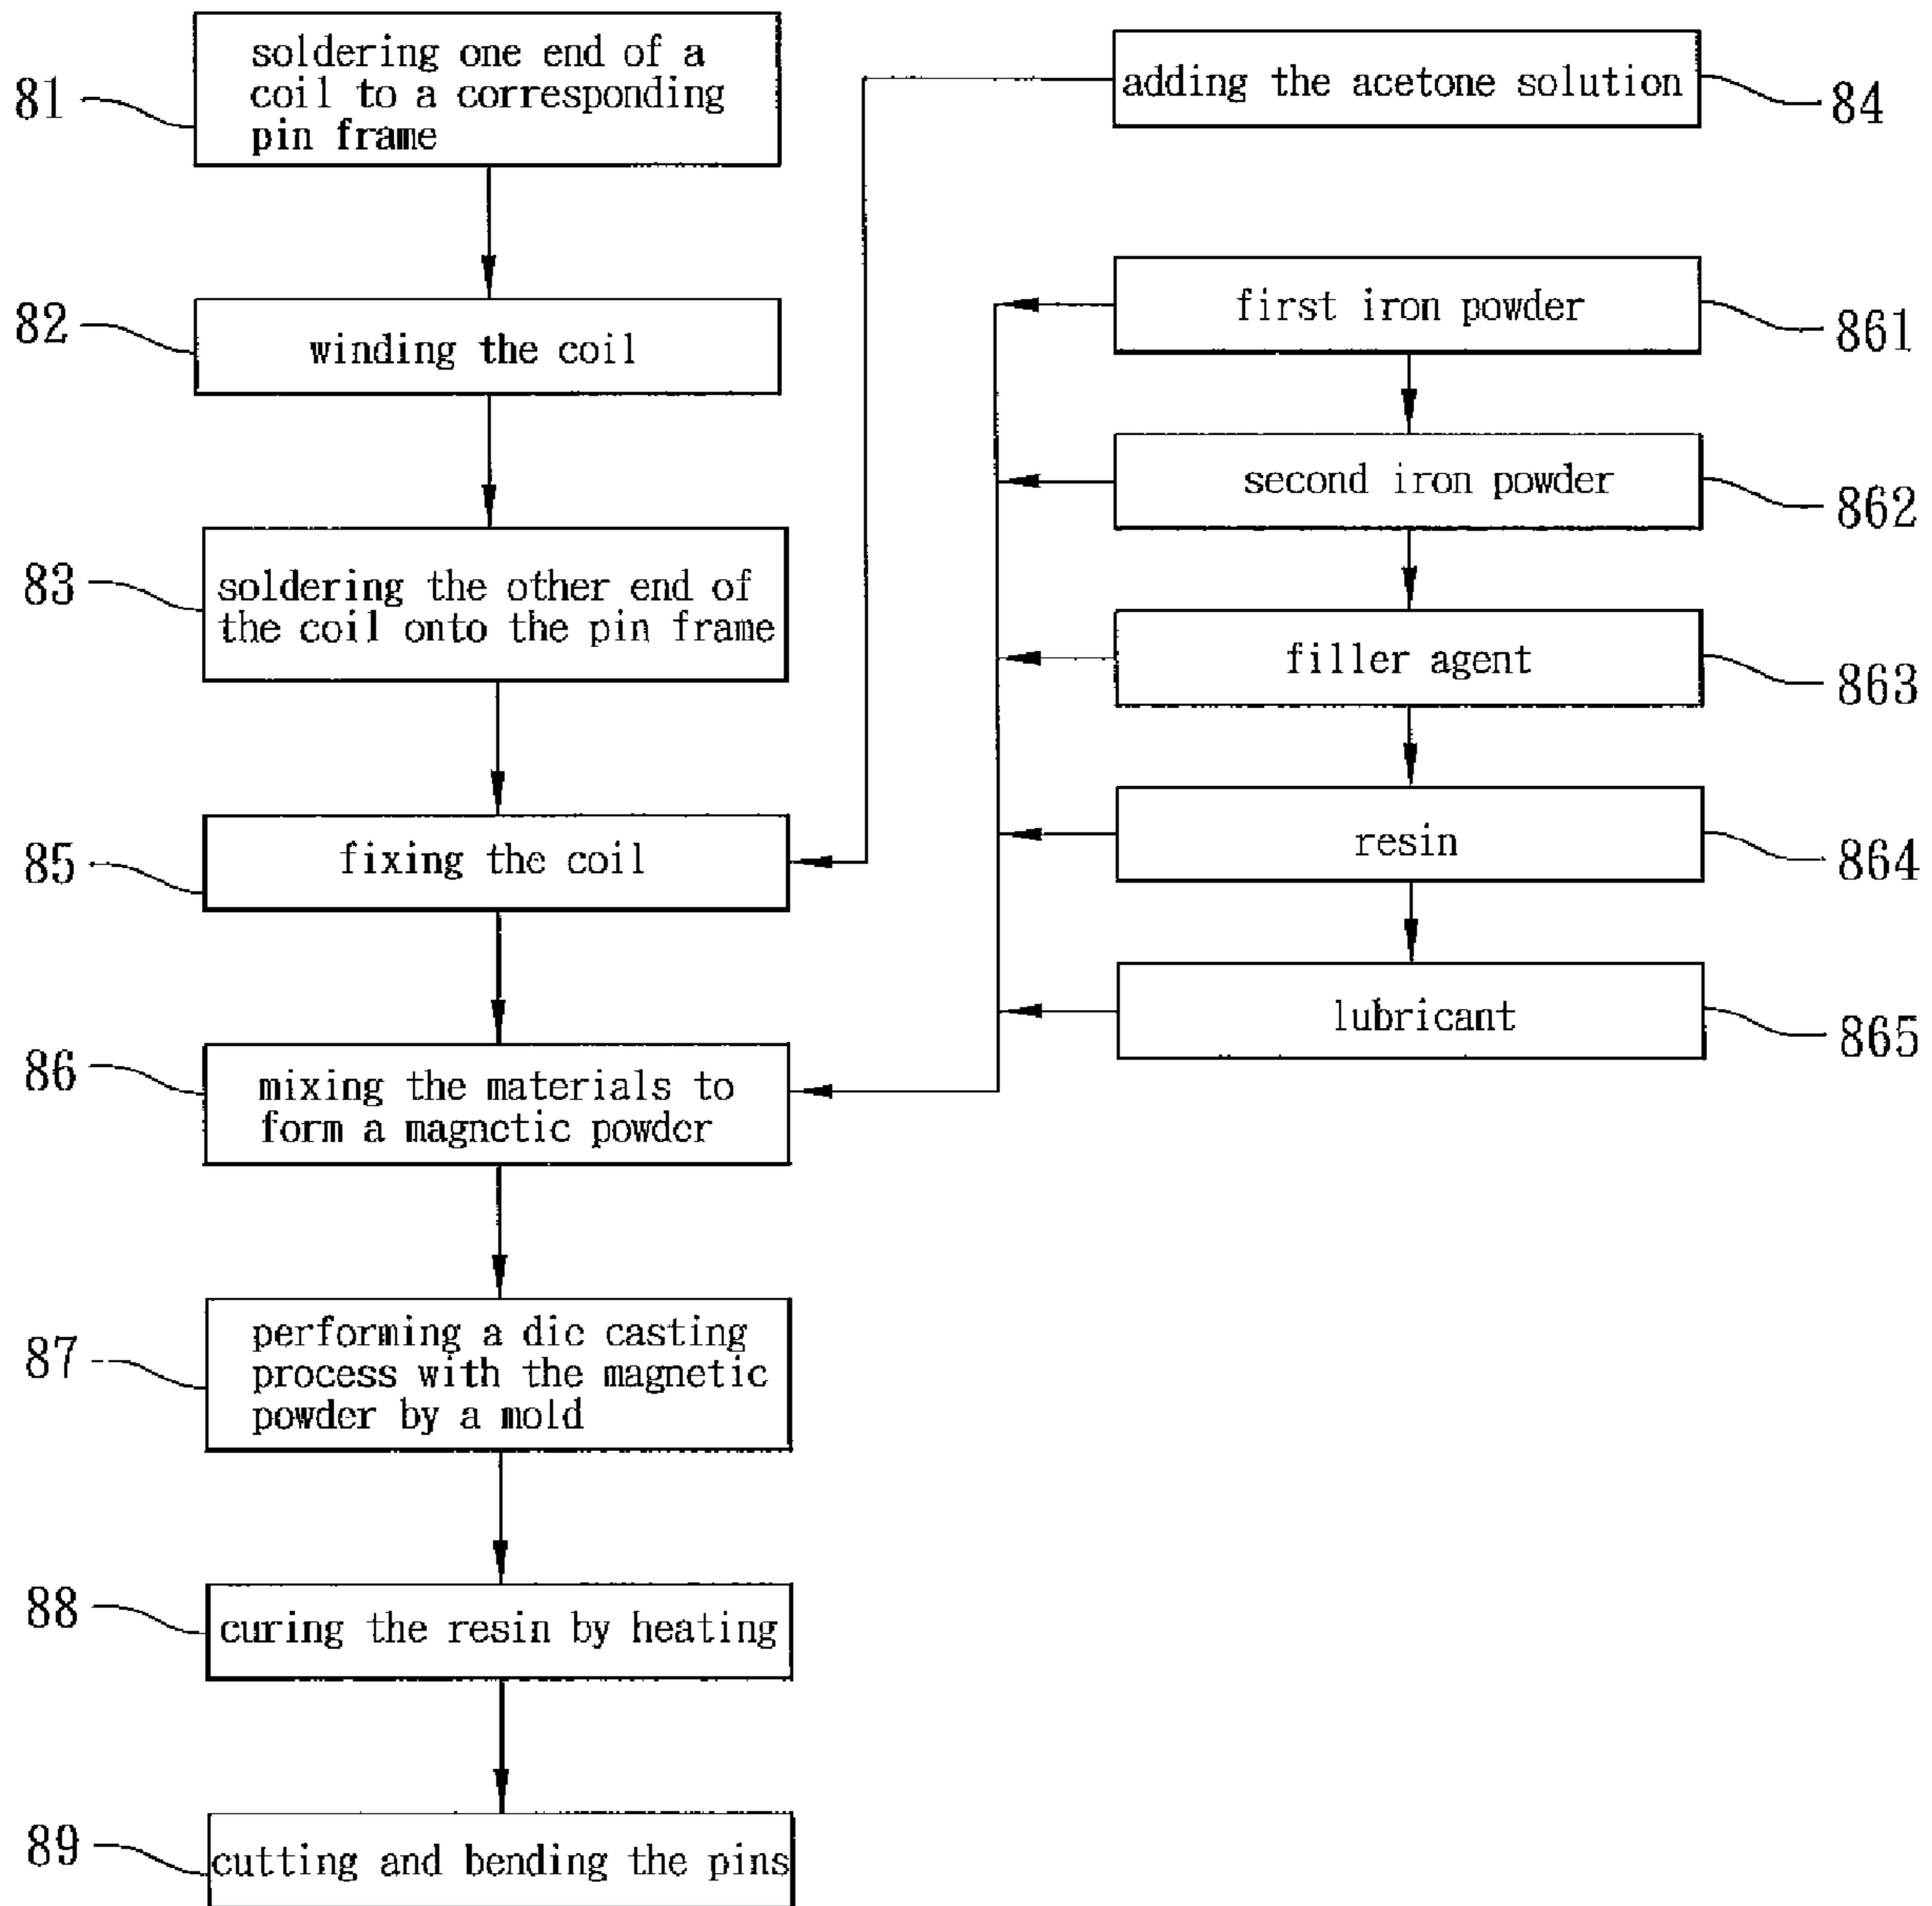 81
soldering one end of a
coil to a corresponding
pin frame
82
winding the coil
83
soldering the other end of
the coil onto the pin frame
85
fixing the coil
86
mixing the materials to
form a magnetic powder
87
performing a die casting
process with the magnetic
powder by a mold
88
curing the resin by heating
89
cutting and bending the pins
adding the acetone solution
84
first iron powder
861
second iron powder
862
filler agent
863
resin
864
lubricant
865